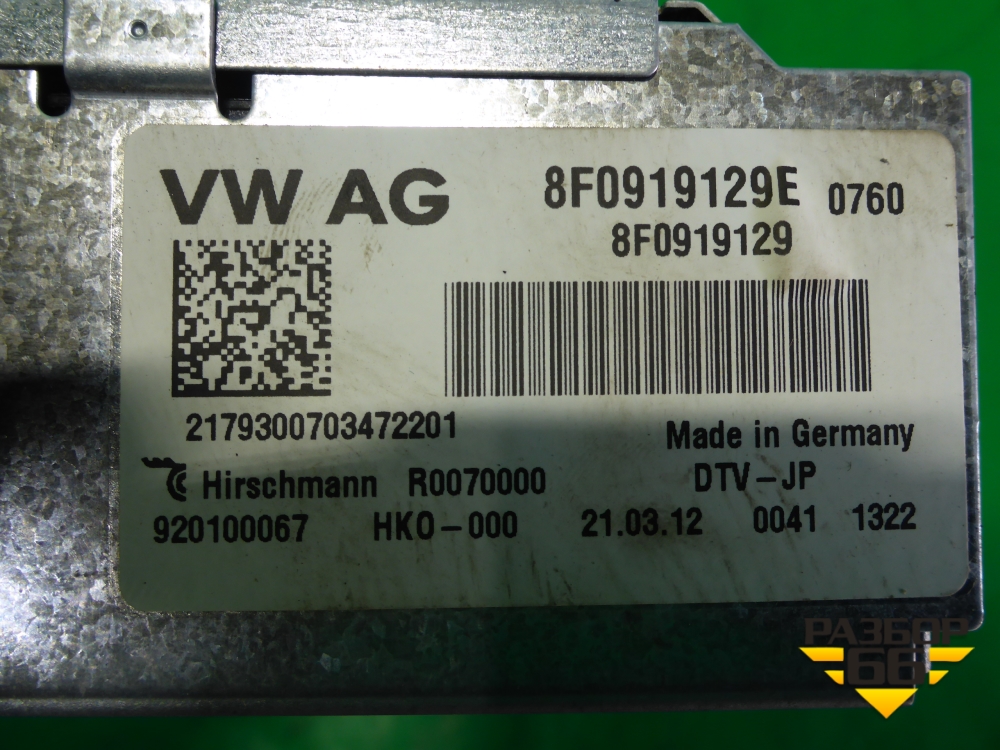 VW AG 8F0919129E 0760
8F0919129
2179300703472201
Made in Germany
Hirschmann R0070000 DTV-JP
920100067 HKO-000 21.03.12 0041 1322
РАЗБОР
66